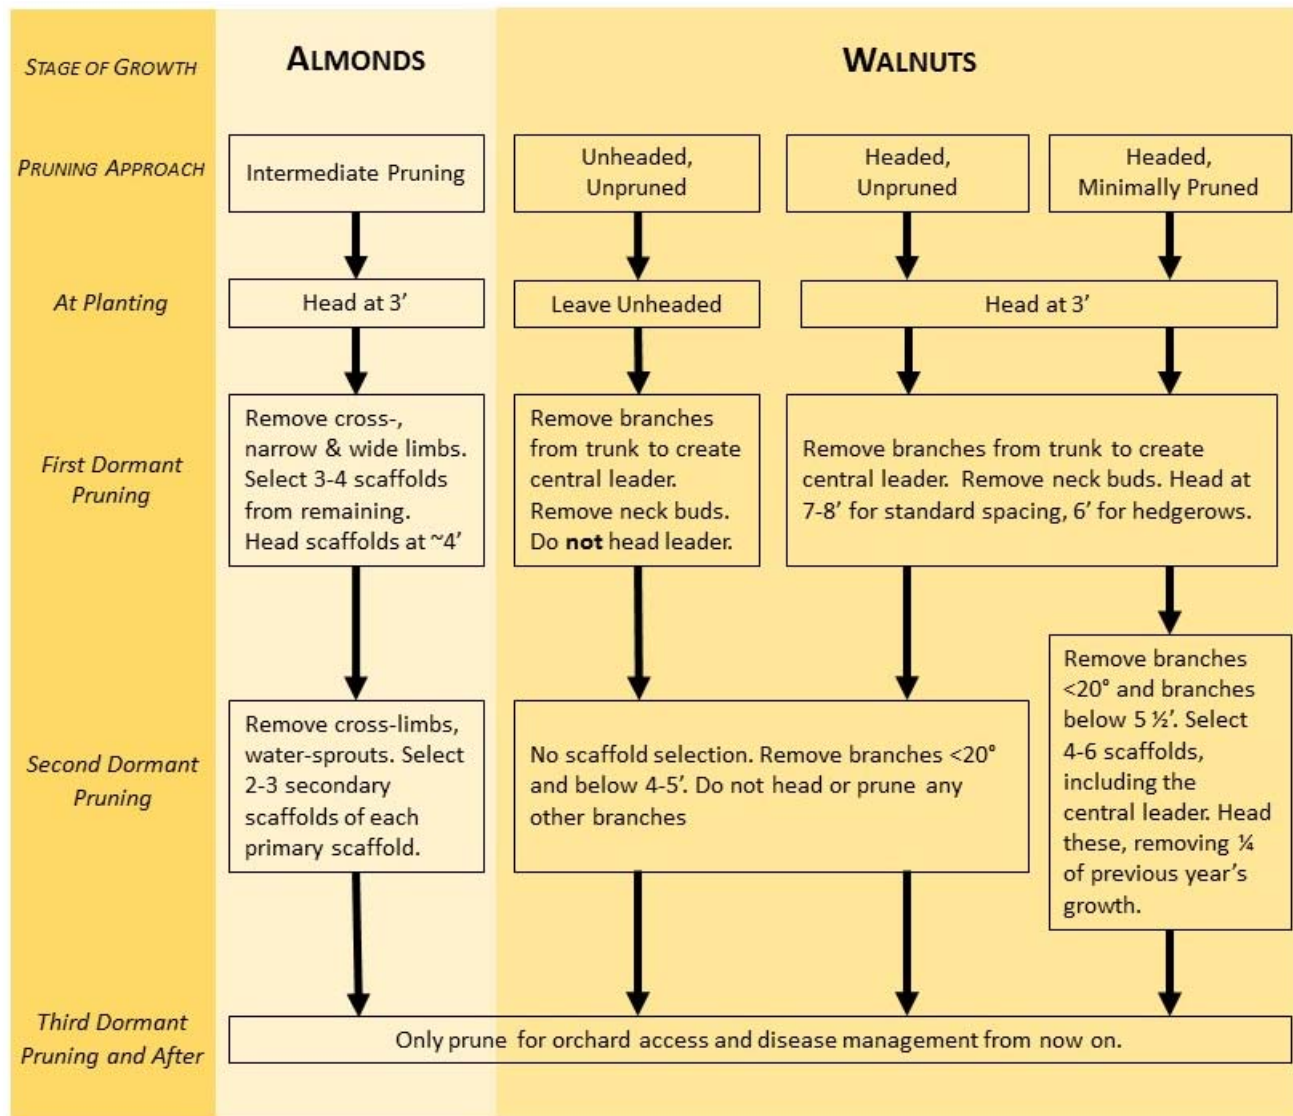 STAGE OF GROWTH
ALMONDS
WALNUTS
PRUNING APPROACH
Intermediate Pruning
Unheaded,
Unpruned
Headed,
Unpruned
Headed,
Minimally Pruned
At Planting
Head at 3’
Leave Unheaded
Head at 3’
First Dormant
Pruning
Remove cross-,
narrow & wide limbs.
Select 3-4 scaffolds
from remaining.
Head scaffolds at ~4’
Remove branches
from trunk to create
central leader.
Remove neck buds.
Do not head leader.
Remove branches from trunk to create
central leader. Remove neck buds. Head at
7-8’ for standard spacing, 6’ for hedgerows.
Second Dormant
Pruning
Remove cross-limbs,
water-sprouts. Select
2-3 secondary
scaffolds of each
primary scaffold.
No scaffold selection. Remove branches <20°
and below 4-5’. Do not head or prune any
other branches
Remove branches
<20° and branches
below 5 ½’. Select
4-6 scaffolds,
including the
central leader. Head
these, removing ¼
of previous year’s
growth.
Third Dormant
Pruning and After
Only prune for orchard access and disease management from now on.